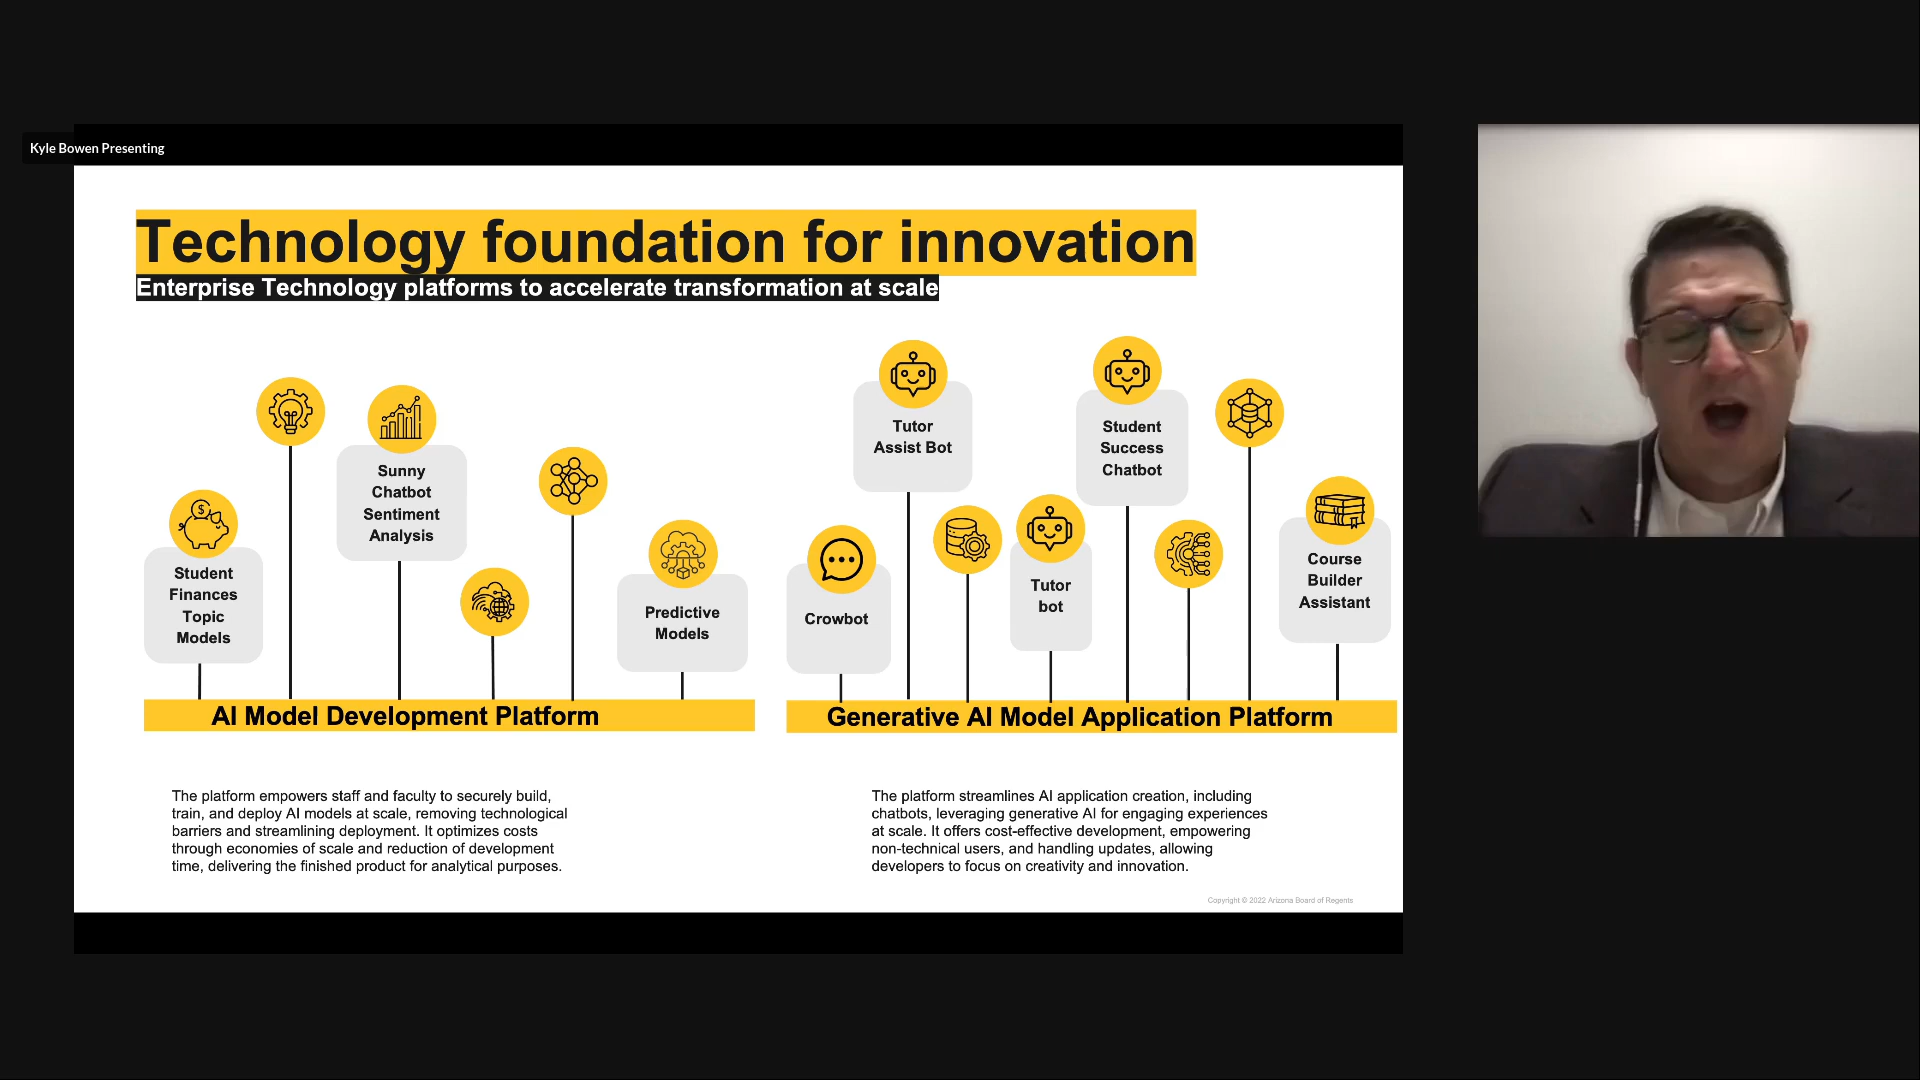 Kyle Bowen Presenting
Technology foundation for innovation
Enterprise Technology platforms to accelerate transformation at scale
Student
Finances
Topic
Models
Sunny
Chatbot
Sentiment
Analysis
Predictive
Models
AI Model Development Platform
The platform empowers staff and faculty to securely build,
train, and deploy AI models at scale, removing technological
barriers and streamlining deployment. It optimizes costs
through economies of scale and reduction of development
time, delivering the finished product for analytical purposes.
Crowbot
Tutor
Assist Bot
Tutor
bot
Student
Success
Chatbot
Course
Builder
Assistant
Generative AI Model Application Platform
The platform streamlines AI application creation, including
chatbots, leveraging generative AI for engaging experiences
at scale. It offers cost-effective development, empowering
non-technical users, and handling updates, allowing
developers to focus on creativity and innovation.
Copyright © 2022 Arizona Board of Regents